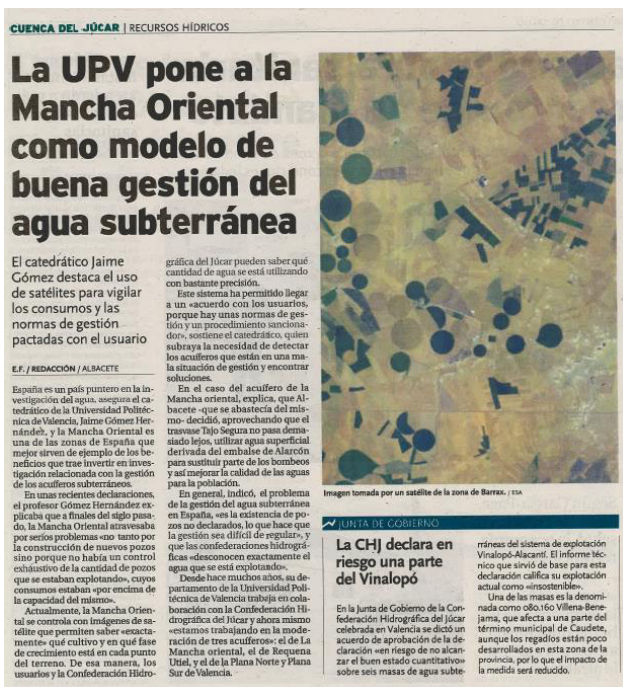 CUENCA DEL JÚCAR | RECURSOS HÍDRICOS
La UPV pone a la
Mancha Oriental
como modelo de
buena gestión del
agua subterránea
El catedrático Jaime
Gómez destaca el uso
de satélites para vigilar
los consumos y las
normas de gestión
pactadas con el usuario
E.F. / REDACCIÓN / ALBACETE
España es un país puntero en la in-
vestigación del agua, asegura el ca-
tedrático de la Universidad Politéc-
nica de Valencia, Jaime Gómez Her-
nández, y la Mancha Oriental es
una de las zonas de España que
mejor sirven de ejemplo de los be-
neficios que trae invertir en inves-
tigación relacionada con la gestión
de los acuíferos subterráneos.
En unas recientes declaraciones,
el profesor Gómez Hernández ex-
plicaba que a finales del siglo pasa-
do, la Mancha Oriental atravesaba
por serios problemas «no tanto por
la construcción de nuevos pozos
sino porque no había un control
exhaustivo de la cantidad de pozos
que se estaban explotando», cuyos
consumos estaban «por encima de
la capacidad del mismo».
Actualmente, la Mancha Orien-
tal se controla con imágenes de sa-
télite que permiten saber «exacta-
mente» qué cultivo y en qué fase
de crecimiento está en cada punto
del terreno. De esa manera, los
usuarios y la Confederación Hidro-
gráfica del Júcar pueden saber qué
cantidad de agua se está utilizando
con bastante precisión.
Este sistema ha permitido llegar
a un «acuerdo con los usuarios,
porque hay unas normas de ges-
tión y un procedimiento sanciona-
dor», sostiene el catedrático, quien
subraya la necesidad de detectar
los acuíferos que están en una ma-
la situación de gestión y encontrar
soluciones.
En el caso del acuífero de la
Mancha oriental, explica, que Al-
bacete -que se abastecía del mis-
mo- decidió, aprovechando que el
trasvase Tajo Segura no pasa dema-
siado lejos, utilizar agua superficial
derivada del embalse de Alarcón
para sustituir parte de los bombeos
y así mejorar la calidad de las aguas
para la población.
En general, indicó, el problema
de la gestión del agua subterránea
en España, «es la existencia de po-
zos no declarados, lo que hace que
la gestión sea difícil de regular», y
que las confederaciones hidrográ-
ficas «desconocen exactamente el
agua que se está explotando».
Desde hace muchos años, su de-
partamento de la Universidad Poli-
técnica de Valencia trabaja en cola-
boración con la Confederación Hi-
drográfica del Júcar y ahora mismo
«estamos trabajando en la mode-
ración de tres acuíferos»: el de La
Mancha oriental, el de Requena
Utiel, y el de la Plana Norte y Plana
Sur de Valencia.
Imagen tomada por un satélite de la zona de Barrax. / ESA
JUNTA DE GOBIERNO
La CHJ declara en
riesgo una parte
del Vinalopó
En la Junta de Gobierno de la Con-
federación Hidrográfica del Júcar
celebrada en Valencia se dictó un
acuerdo de aprobación de la de-
claración «en riesgo de no alcan-
zar el buen estado cuantitativo»
sobre seis masas de agua subte-
rráneas del sistema de explotación
Vinalopó-Alacantí. El informe téc-
nico que sirvió de base para esta
declaración califica su explotación
actual como «insostenible».
Una de las masas es la denomi-
nada como 080.160 Villena-Bene-
jama, que afecta a una parte del
término municipal de Caudete,
aunque los regadíos están poco
desarrollados en esta zona de la
provincia, por lo que el impacto de
la medida será reducido.